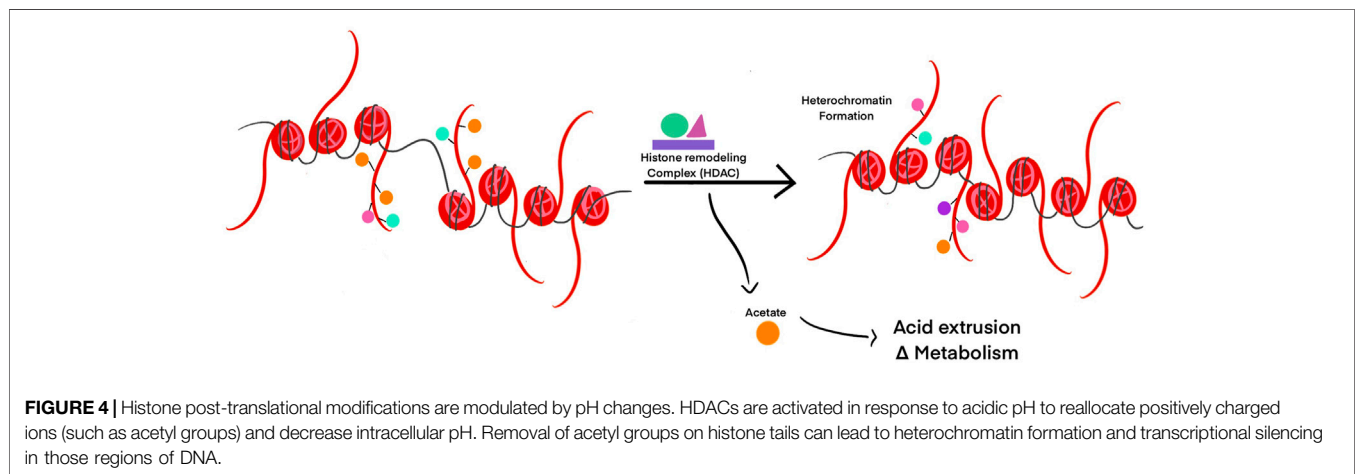 Heterochromatin
Formation
Histone remodeling
Complex (HDAC)
Acetate
Acid extrusion
Δ Metabolism
FIGURE 4 | Histone post-translational modifications are modulated by pH changes. HDACs are activated in response to acidic pH to reallocate positively charged
ions (such as acetyl groups) and decrease intracellular pH. Removal of acetyl groups on histone tails can lead to heterochromatin formation and transcriptional silencing
in those regions of DNA.